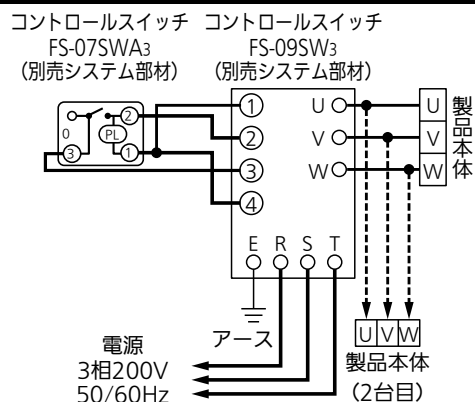 コントロールスイッチ
FS-07SWA3
(別売システム部材)
コントロールスイッチ
FS-09SW3
(別売システム部材)
0
PL
②
③
①
①
②
③
④
U
V
W
E R S T
U
V
W
製品本体
アース
電源
3相200V
50/60Hz
U V W
製品本体
(2台目)